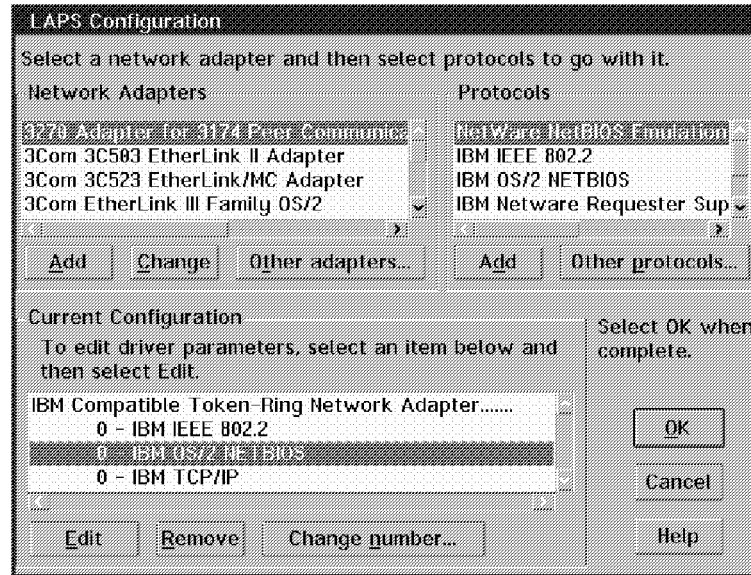 LAPS Configuration
Select a network adapter and then select protocols to go with it.
Network Adapters
3270 Adapter for 3174 Peer Communica
3Com 3C503 EtherLink II Adapter
3Com 3C523 EtherLink/MC Adapter
3Com EtherLink III Family OS/2
Add
Change
Other adapters...
Protocols
NetWare NetBIOS Emulation
IBM IEEE 802.2
IBM OS/2 NETBIOS
IBM Netware Requester Sup
Add
Other protocols...
Current Configuration
To edit driver parameters, select an item below and
then select Edit.
IBM Compatible Token-Ring Network Adapter.......
0 - IBM IEEE 802.2
0 - IBM OS/2 NETBIOS
0 - IBM TCP/IP
Edit
Remove
Change number...
Select OK when
complete.
OK
Cancel
Help